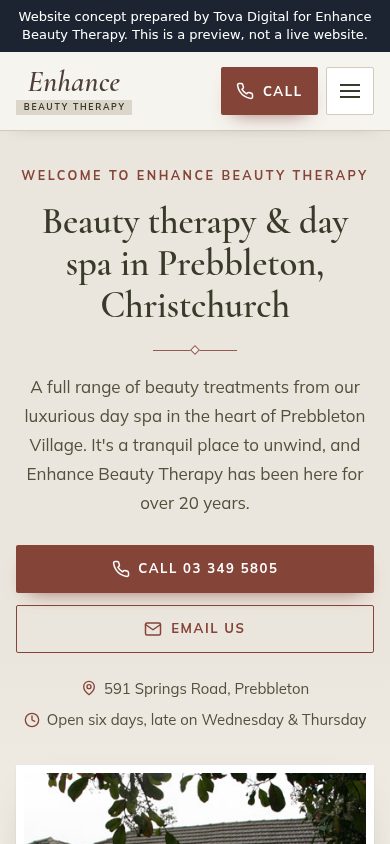 Website concept prepared by Tova Digital for Enhance
Beauty Therapy. This is a preview, not a live website.
Enhance
BEAUTY THERAPY
CALL
WELCOME TO ENHANCE BEAUTY THERAPY
Beauty therapy & day
spa in Prebbleton,
Christchurch
A full range of beauty treatments from our
luxurious day spa in the heart of Prebbleton
Village. It's a tranquil place to unwind, and
Enhance Beauty Therapy has been here for
over 20 years.
CALL 03 349 5805
EMAIL US
591 Springs Road, Prebbleton
Open six days, late on Wednesday & Thursday